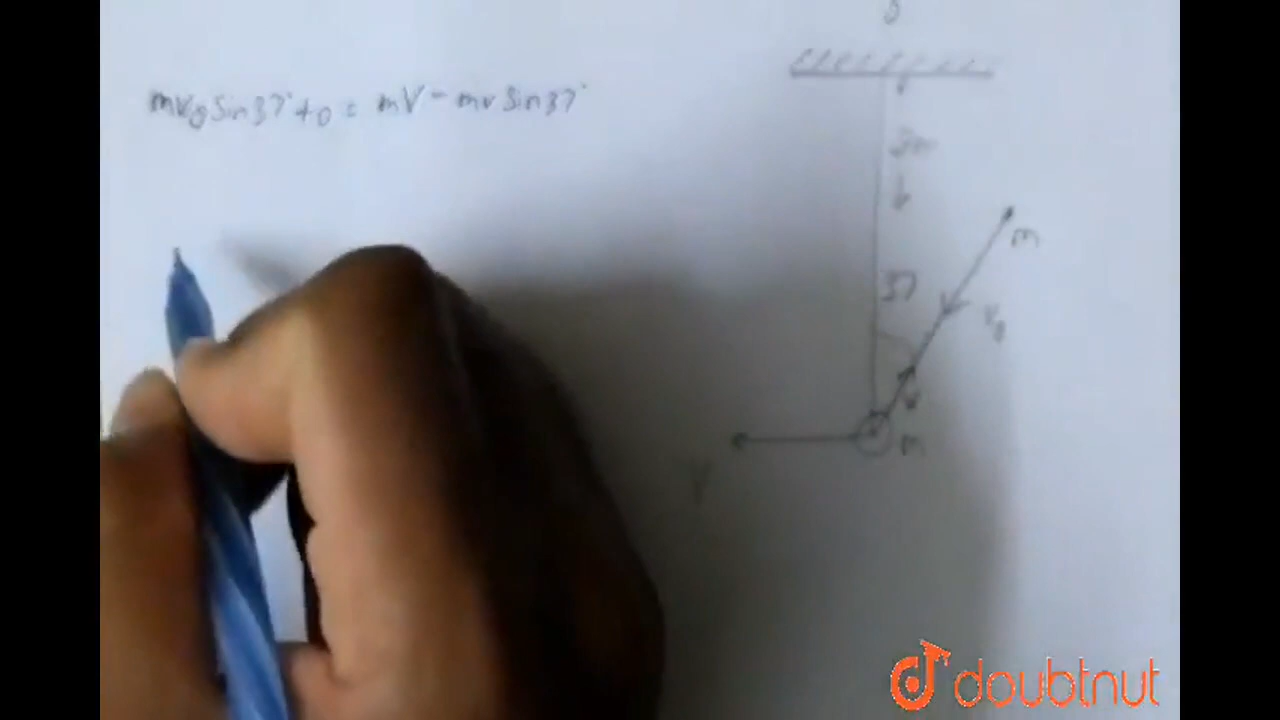 mv₀ sin37° + 0 = mV - mv sin37°
m
37
v₀
v
m
V
doubtnut